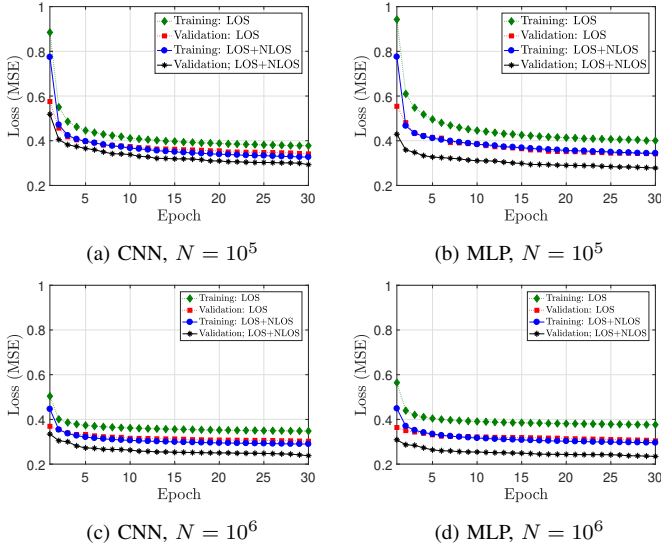 1
0.8
0.6
0.4
0.2
Loss (MSE)
5 10 15 20 25 30
Epoch
Training: LOS
Validation: LOS
Training: LOS+NLOS
Validation; LOS+NLOS
(a) CNN, N = 10^5
1
0.8
0.6
0.4
0.2
Loss (MSE)
5 10 15 20 25 30
Epoch
Training: LOS
Validation: LOS
Training: LOS+NLOS
Validation; LOS+NLOS
(b) MLP, N = 10^5
1
0.8
0.6
0.4
0.2
Loss (MSE)
5 10 15 20 25 30
Epoch
Training: LOS
Validation: LOS
Training: LOS+NLOS
Validation; LOS+NLOS
(c) CNN, N = 10^6
1
0.8
0.6
0.4
0.2
Loss (MSE)
5 10 15 20 25 30
Epoch
Training: LOS
Validation: LOS
Training: LOS+NLOS
Validation; LOS+NLOS
(d) MLP, N = 10^6